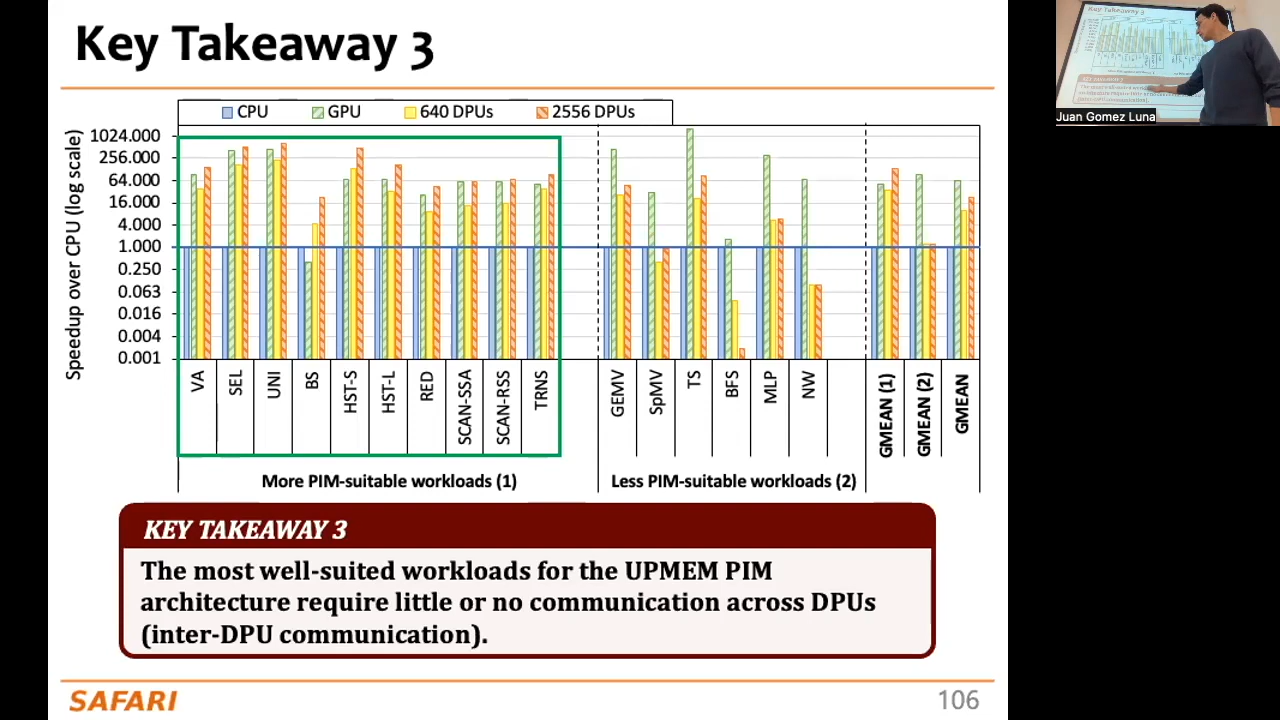 Key Takeaway 3
CPU GPU 640 DPUs 2556 DPUs
Speedup over CPU (log scale)
1024.000
256.000
64.000
16.000
4.000
1.000
0.250
0.063
0.016
0.004
0.001
VA SEL UNI BS HST-S HST-L RED SCAN-SSA SCAN-RSS TRNS GEMV SpMV TS BFS MLP NW GMEAN (1) GMEAN (2) GMEAN
More PIM-suitable workloads (1) Less PIM-suitable workloads (2)
KEY TAKEAWAY 3
The most well-suited workloads for the UPMEM PIM
architecture require little or no communication across DPUs
(inter-DPU communication).
SAFARI 106
Key Takeaway 3
Juan Gomez Luna